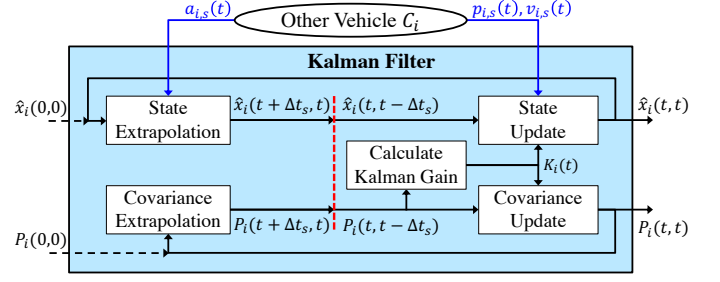 a_{i,s}(t)
Other Vehicle C_i
p_{i,s}(t), v_{i,s}(t)
Kalman Filter
x̂_i(0,0)
State
Extrapolation
x̂_i(t + Δt_s, t)
x̂_i(t, t − Δt_s)
State
Update
x̂_i(t, t)
Calculate
Kalman Gain
K_i(t)
Covariance
Extrapolation
P_i(t + Δt_s, t)
P_i(t, t − Δt_s)
Covariance
Update
P_i(t, t)
P_i(0,0)